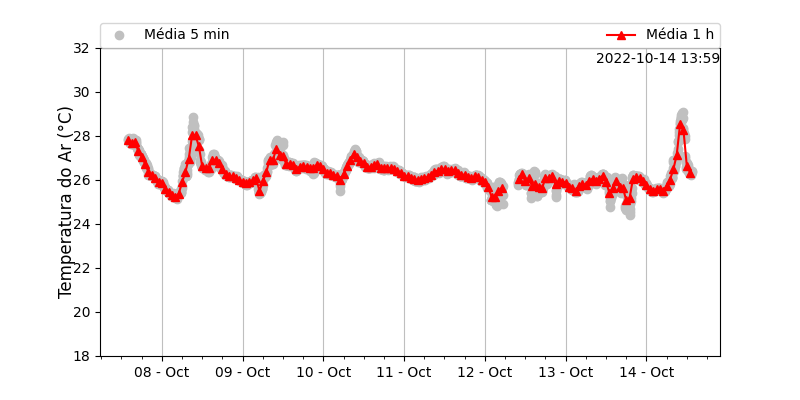 Média 5 min
Média 1 h
2022-10-14 13:59
Temperatura do Ar (°C)
32
30
28
26
24
22
20
18
08 - Oct
09 - Oct
10 - Oct
11 - Oct
12 - Oct
13 - Oct
14 - Oct